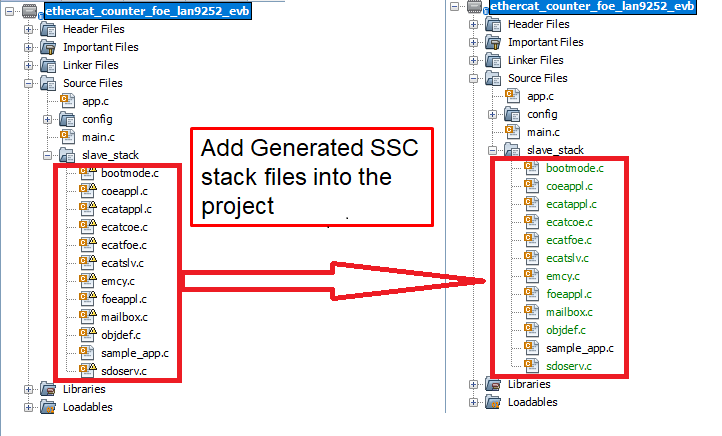 ethercat_counter_foe_lan9252_evb
Header Files
Important Files
Linker Files
Source Files
app.c
config
main.c
slave_stack
bootmode.c
coeappl.c
ecatappl.c
ecatcoe.c
ecatfoe.c
ecatslv.c
emcy.c
foeappl.c
mailbox.c
objdef.c
sample_app.c
sdoserv.c
Libraries
Loadables
Add Generated SSC
stack files into the
project
.
ethercat_counter_foe_lan9252_evb
Header Files
Important Files
Linker Files
Source Files
app.c
config
main.c
slave_stack
bootmode.c
coeappl.c
ecatappl.c
ecatcoe.c
ecatfoe.c
ecatslv.c
emcy.c
foeappl.c
mailbox.c
objdef.c
sample_app.c
sdoserv.c
Libraries
Loadables